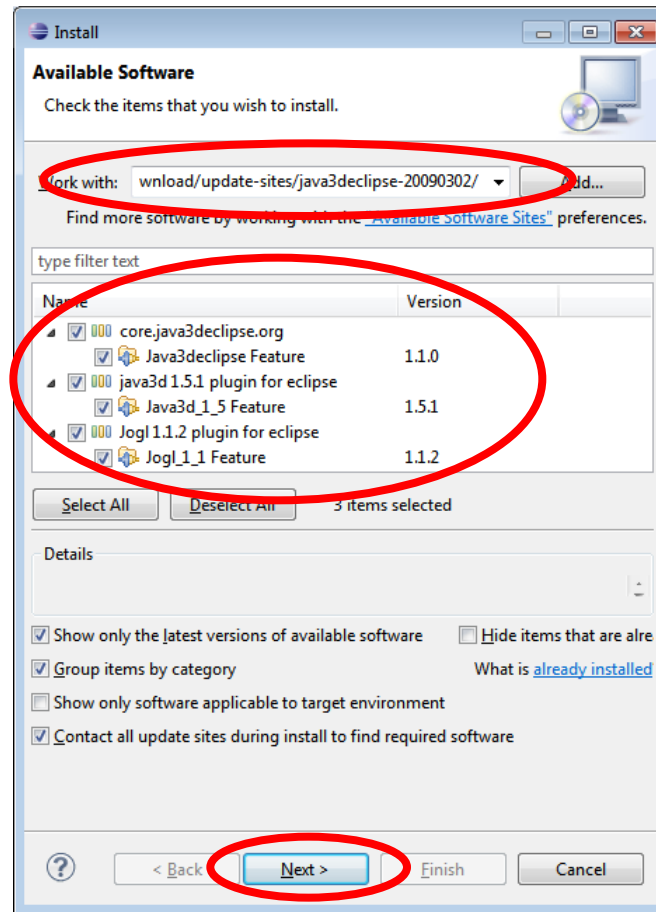 Install
Available Software
Check the items that you wish to install.
Work with: wnload/update-sites/java3declipse-20090302/ Add...
Find more software by working with the "Available Software Sites" preferences.
type filter text
Name Version
core.java3declipse.org
Java3declipse Feature 1.1.0
java3d 1.5.1 plugin for eclipse
Java3d_1_5 Feature 1.5.1
Jogl 1.1.2 plugin for eclipse
Jogl_1_1 Feature 1.1.2
Select All Deselect All 3 items selected
Details
Show only the latest versions of available software Hide items that are alre
Group items by category What is already installed
Show only software applicable to target environment
Contact all update sites during install to find required software
? < Back Next > Finish Cancel